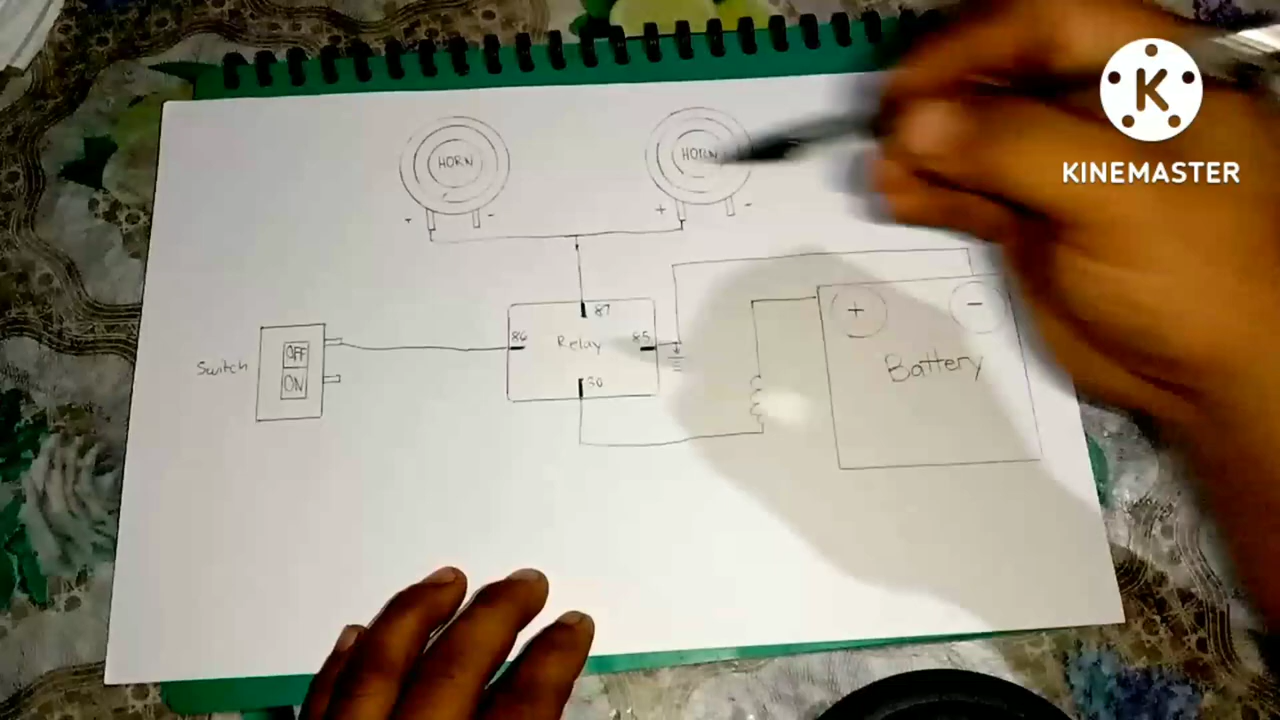 HORN
HORN
+
-
+
-
87
86
Relay
85
30
Switch
OFF
ON
+
-
Battery
K
KINEMASTER